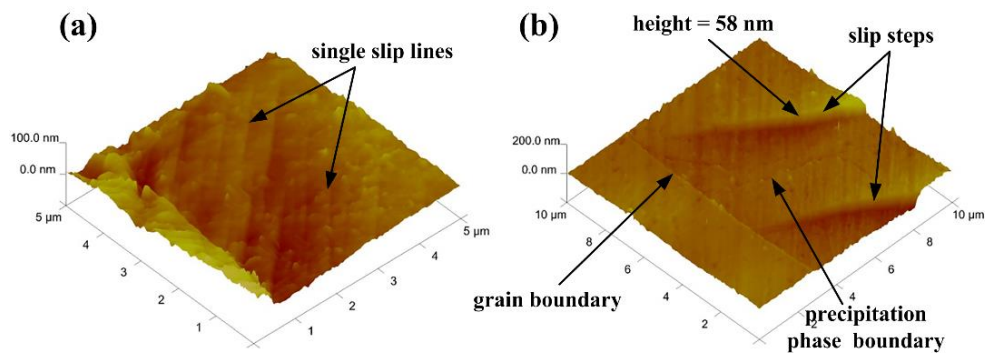 (a)
single slip lines
100.0 nm
0.0 nm
5 μm
4
3
2
1
1
2
3
4
5 μm
(b)
height = 58 nm
slip steps
200.0 nm
0.0 nm
10 μm
8
6
4
2
2
4
6
8
10 μm
grain boundary
precipitation
phase boundary